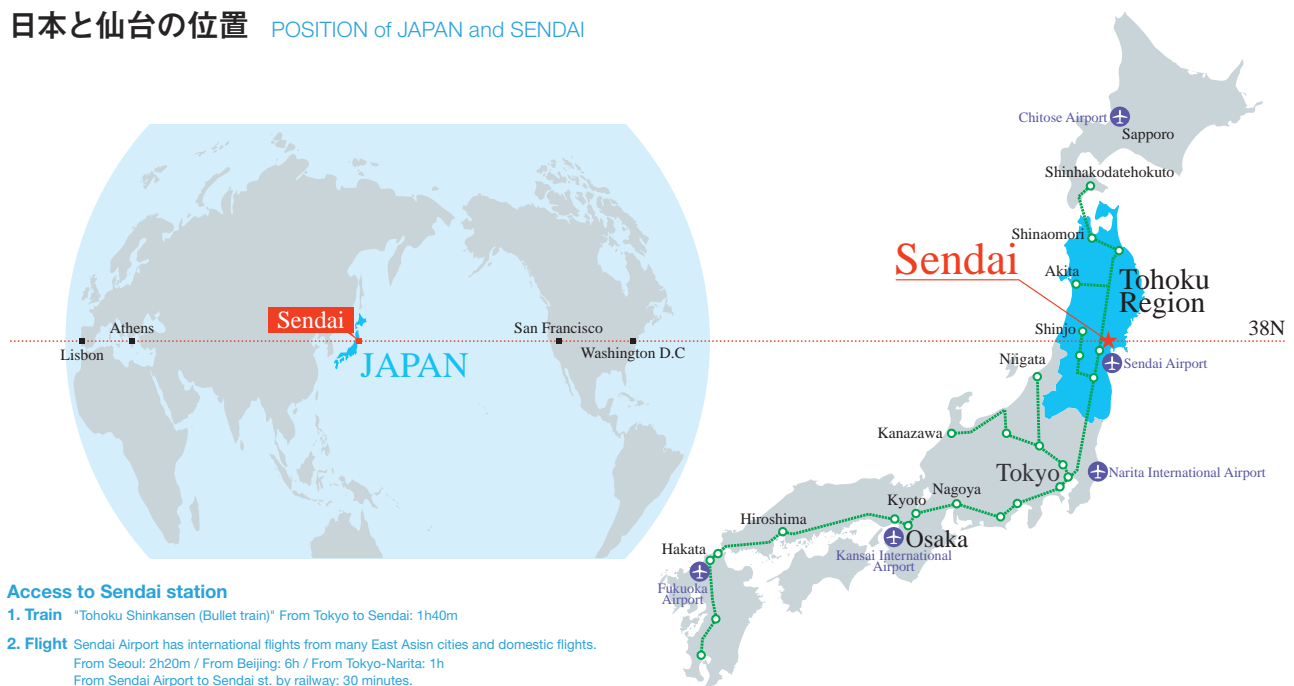 日本と仙台の位置 POSITION of JAPAN and SENDAI
Chitose Airport
Sapporo
Shinhakodatehokuto
Shinaomori
Sendai
Akita
Tohoku
Region
Shinjo
38N
Sendai
Athens
Lisbon
JAPAN
San Francisco
Washington D.C
Niigata
Sendai Airport
Kanazawa
Tokyo
Narita International Airport
Nagoya
Kyoto
Hiroshima
Osaka
Kansai International
Airport
Hakata
Fukuoka
Airport
Access to Sendai station
1. Train "Tohoku Shinkansen (Bullet train)" From Tokyo to Sendai: 1h40m
2. Flight Sendai Airport has international flights from many East Asisn cities and domestic flights.
From Seoul: 2h20m / From Beijing: 6h / From Tokyo-Narita: 1h
From Sendai Airport to Sendai st. by railway: 30 minutes.